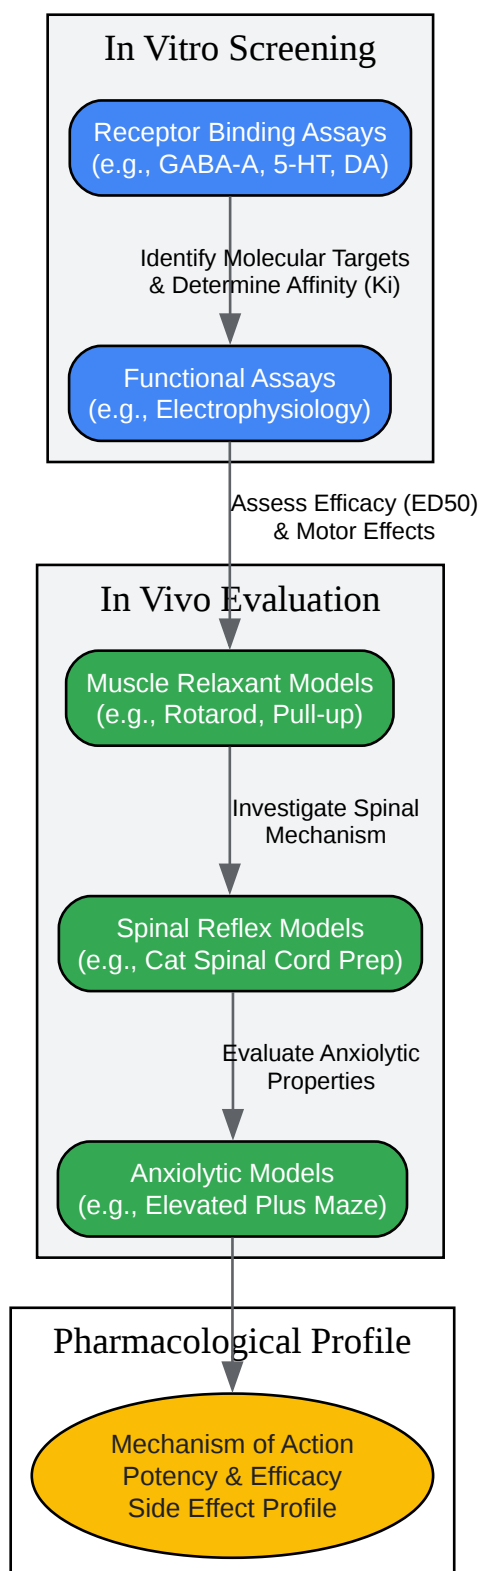 In Vitro Screening
Receptor Binding Assays
(e.g., GABA-A, 5-HT, DA)
Identify Molecular Targets
& Determine Affinity (Ki)
Functional Assays
(e.g., Electrophysiology)
Assess Efficacy (ED50)
& Motor Effects
In Vivo Evaluation
Muscle Relaxant Models
(e.g., Rotarod, Pull-up)
Investigate Spinal
Mechanism
Spinal Reflex Models
(e.g., Cat Spinal Cord Prep)
Evaluate Anxiolytic
Properties
Anxiolytic Models
(e.g., Elevated Plus Maze)
Pharmacological Profile
Mechanism of Action
Potency & Efficacy
Side Effect Profile